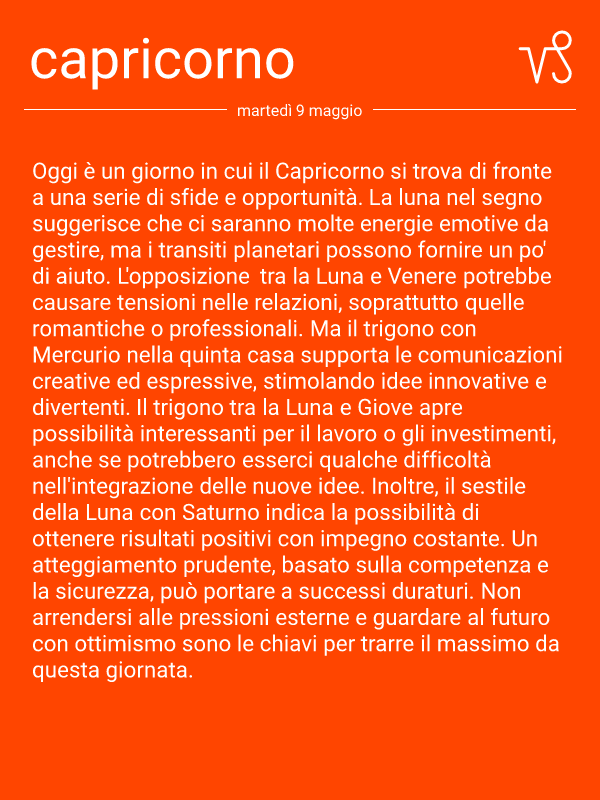 capricorno
martedì 9 maggio
Oggi è un giorno in cui il Capricorno si trova di fronte
a una serie di sfide e opportunità. La luna nel segno
suggerisce che ci saranno molte energie emotive da
gestire, ma i transiti planetari possono fornire un po'
di aiuto. L'opposizione  tra la Luna e Venere potrebbe
causare tensioni nelle relazioni, soprattutto quelle
romantiche o professionali. Ma il trigono con
Mercurio nella quinta casa supporta le comunicazioni
creative ed espressive, stimolando idee innovative e
divertenti. Il trigono tra la Luna e Giove apre
possibilità interessanti per il lavoro o gli investimenti,
anche se potrebbero esserci qualche difficoltà
nell'integrazione delle nuove idee. Inoltre, il sestile
della Luna con Saturno indica la possibilità di
ottenere risultati positivi con impegno costante. Un
atteggiamento prudente, basato sulla competenza e
la sicurezza, può portare a successi duraturi. Non
arrendersi alle pressioni esterne e guardare al futuro
con ottimismo sono le chiavi per trarre il massimo da
questa giornata.